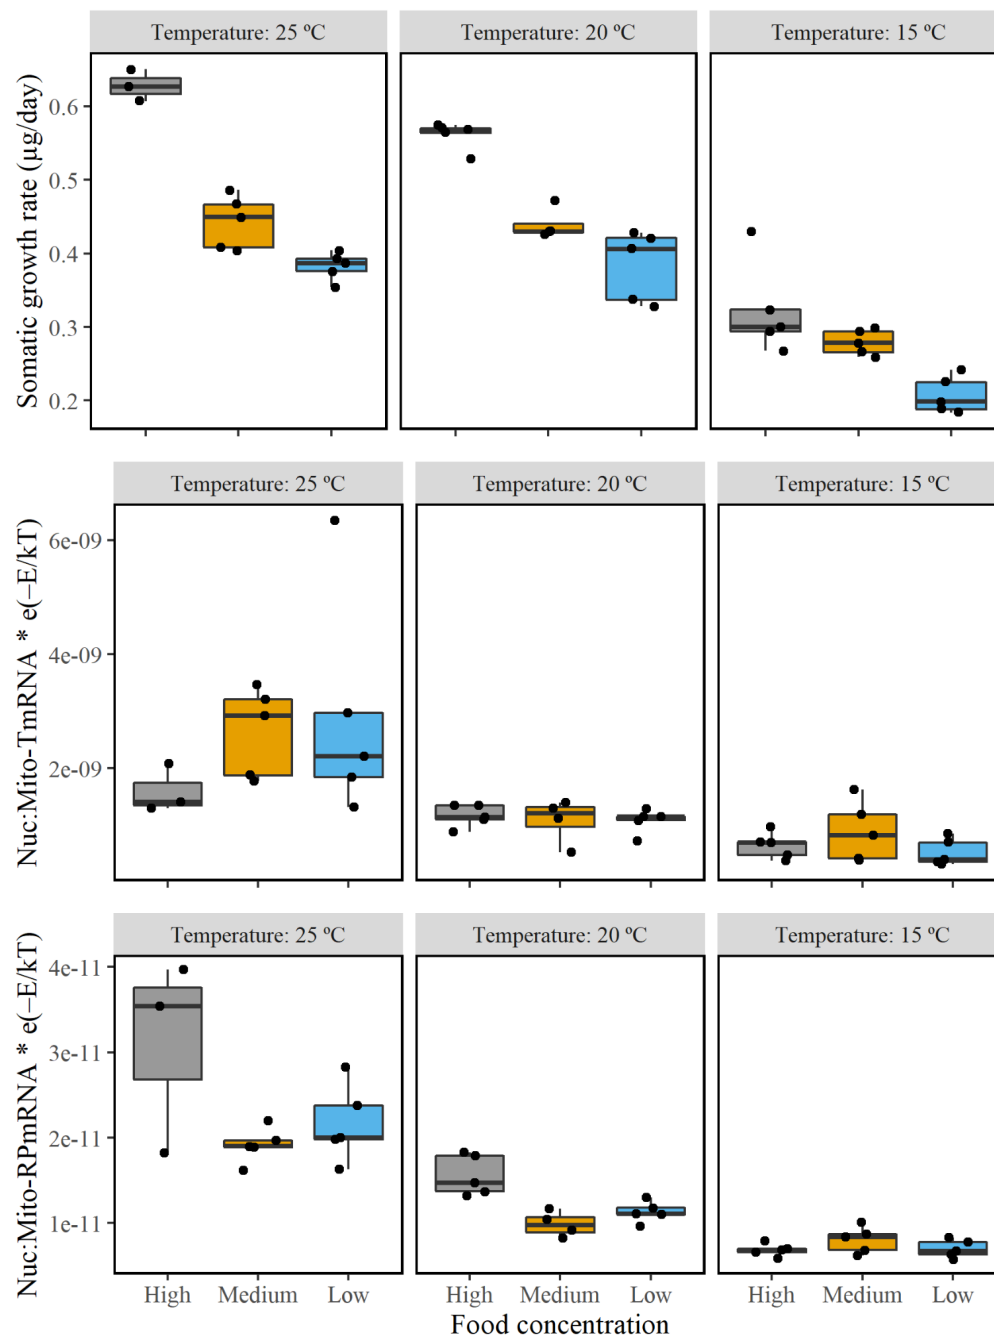 Temperature: 25 ºC
Temperature: 20 ºC
Temperature: 15 ºC
Somatic growth rate (µg/day)
0.6
0.5
0.4
0.3
0.2
Temperature: 25 ºC
Temperature: 20 ºC
Temperature: 15 ºC
Nuc:Mito-TmRNA * e(–E/kT)
6e-09
4e-09
2e-09
Temperature: 25 ºC
Temperature: 20 ºC
Temperature: 15 ºC
Nuc:Mito-RPmRNA * e(–E/kT)
4e-11
3e-11
2e-11
1e-11
High Medium Low High Medium Low High Medium Low
Food concentration